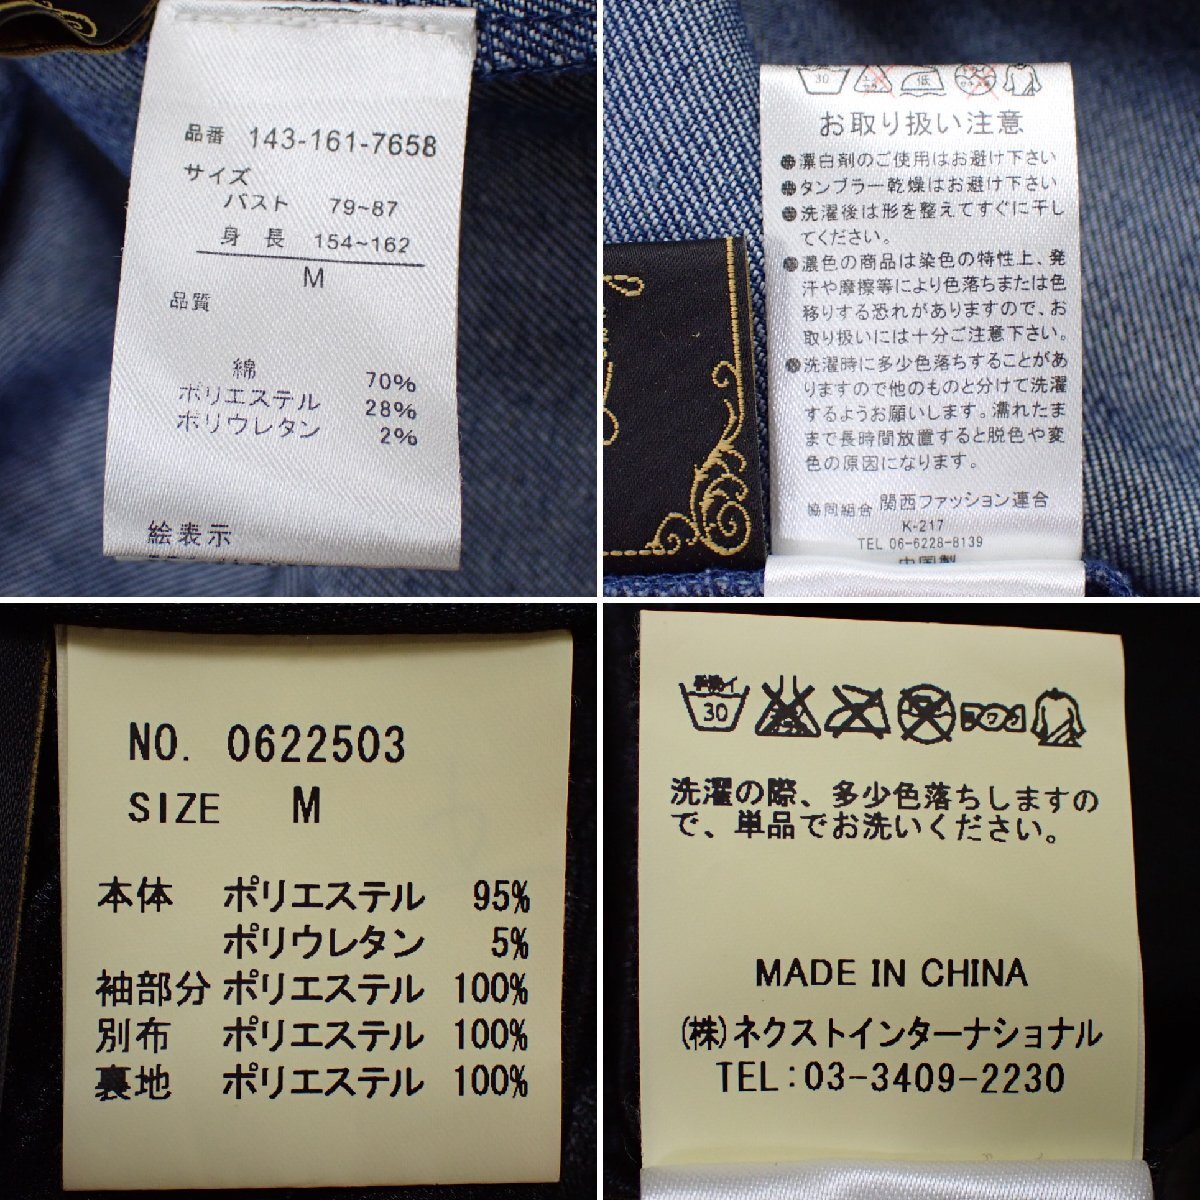 品番 143-161-7658
サイズ
バスト 79~87
身長 154~162
M
品質
綿 70%
ポリエステル 28%
ポリウレタン 2%
絵表示
30 低
お取り扱い注意
●漂白剤のご使用はお避け下さい
●タンブラー乾燥はお避け下さい
●洗濯後は形を整えてすぐに干し
てください。
●濃色の商品は染色の特性上、発
汗や摩擦等により色落ちまたは色
移りする恐れがありますので、お
取り扱いには十分ご注意下さい。
●洗濯時に多少色落ちすることがあ
りますので他のものと分けて洗濯
するようお願いします。濡れたま
まで長時間放置すると脱色や変
色の原因になります。
協同組合 関西ファッション連合
K-217
TEL 06-6228-8139
中国製
NO. 0622503
SIZE M
本体 ポリエステル 95%
ポリウレタン 5%
袖部分 ポリエステル 100%
別布 ポリエステル 100%
裏地 ポリエステル 100%
手洗イ
30
洗濯の際、多少色落ちしますの
で、単品でお洗いください。
MADE IN CHINA
(株)ネクストインターナショナル
TEL:03-3409-2230